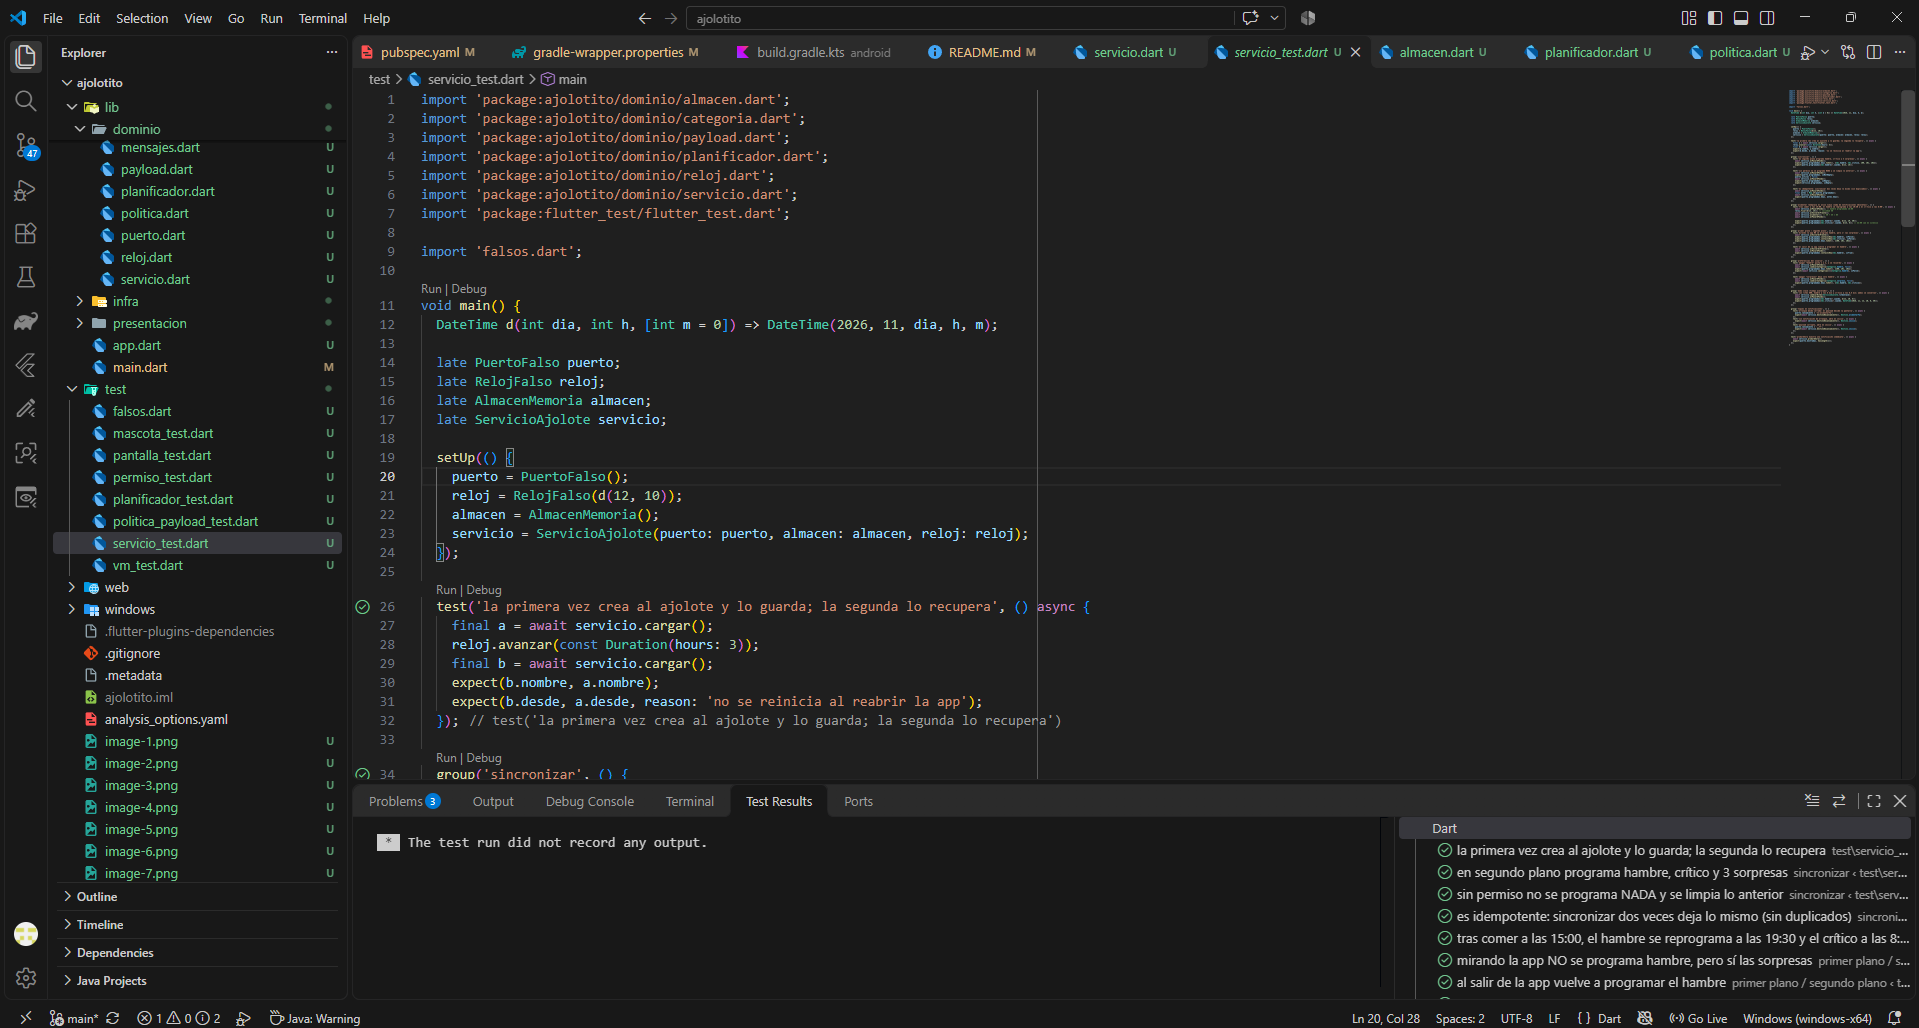 File Edit Selection View Go Run Terminal Help
ajolotito
Explorer
ajolotito
lib
dominio
mensajes.dart U
payload.dart U
planificador.dart U
politica.dart U
puerto.dart U
reloj.dart U
servicio.dart U
infra
presentacion
app.dart U
main.dart M
test
falsos.dart U
mascota_test.dart U
pantalla_test.dart U
permiso_test.dart U
planificador_test.dart U
politica_payload_test.dart U
servicio_test.dart U
vm_test.dart U
web
windows
.flutter-plugins-dependencies
.gitignore
.metadata
ajolotito.iml
analysis_options.yaml
image-1.png U
image-2.png U
image-3.png U
image-4.png U
image-5.png U
image-6.png U
image-7.png U
Outline
Timeline
Dependencies
Java Projects
47
pubspec.yaml M gradle-wrapper.properties M build.gradle.kts android README.md M servicio.dart U servicio_test.dart U almacen.dart U planificador.dart U politica.dart U
test > servicio_test.dart > main
1 import 'package:ajolotito/dominio/almacen.dart';
2 import 'package:ajolotito/dominio/categoria.dart';
3 import 'package:ajolotito/dominio/payload.dart';
4 import 'package:ajolotito/dominio/planificador.dart';
5 import 'package:ajolotito/dominio/reloj.dart';
6 import 'package:ajolotito/dominio/servicio.dart';
7 import 'package:flutter_test/flutter_test.dart';
8
9 import 'falsos.dart';
10
Run | Debug
11 void main() {
12 DateTime d(int dia, int h, [int m = 0]) => DateTime(2026, 11, dia, h, m);
13
14 late PuertoFalso puerto;
15 late RelojFalso reloj;
16 late AlmacenMemoria almacen;
17 late ServicioAjolote servicio;
18
19 setUp(() {
20 puerto = PuertoFalso();
21 reloj = RelojFalso(d(12, 10));
22 almacen = AlmacenMemoria();
23 servicio = ServicioAjolote(puerto: puerto, almacen: almacen, reloj: reloj);
24 });
25
Run | Debug
26 test('la primera vez crea al ajolote y lo guarda; la segunda lo recupera', () async {
27 final a = await servicio.cargar();
28 reloj.avanzar(const Duration(hours: 3));
29 final b = await servicio.cargar();
30 expect(b.nombre, a.nombre);
31 expect(b.desde, a.desde, reason: 'no se reinicia al reabrir la app');
32 }); // test('la primera vez crea al ajolote y lo guarda; la segunda lo recupera')
33
Run | Debug
34 group('sincronizar', () {
Problems 3 Output Debug Console Terminal Test Results Ports
* The test run did not record any output.
Dart
la primera vez crea al ajolote y lo guarda; la segunda lo recupera test\servicio_...
en segundo plano programa hambre, crítico y 3 sorpresas sincronizar < test\ser...
sin permiso no se programa NADA y se limpia lo anterior sincronizar < test\serv...
es idempotente: sincronizar dos veces deja lo mismo (sin duplicados) sincroni...
tras comer a las 15:00, el hambre se reprograma a las 19:30 y el crítico a las 8:...
mirando la app NO se programa hambre, pero sí las sorpresas primer plano / s...
al salir de la app vuelve a programar el hambre primer plano / segundo plano < t...
main* 1 0 2 Java: Warning Ln 20, Col 28 Spaces: 2 UTF-8 LF {} Dart Go Live Windows (windows-x64)